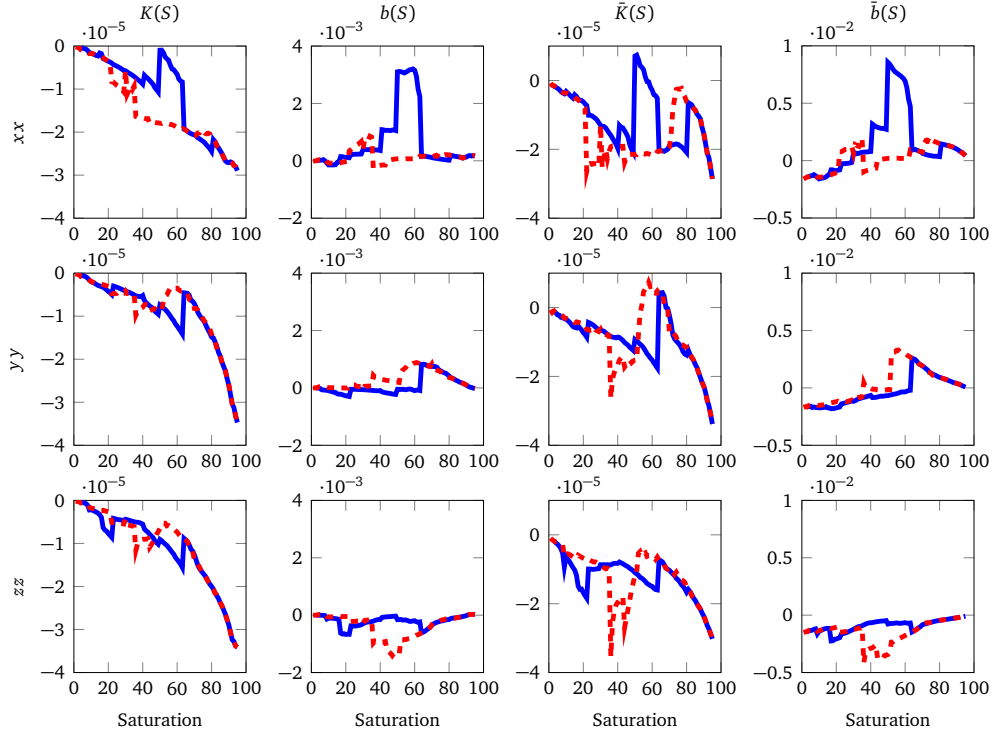 K(S) b(S) K̄(S) b̄(S)
·10⁻⁵ ·10⁻³ ·10⁻⁵ ·10⁻²
0 4 0 1
−1 2 −2 0.5
−2 0 −4 0
−3 −2 −0.5
−4
xx
0 20 40 60 80 100 0 20 40 60 80 100 0 20 40 60 80 100 0 20 40 60 80 100
·10⁻⁵ ·10⁻³ ·10⁻⁵ ·10⁻²
0 4 0 1
−1 2 −2 0.5
−2 0 −4 0
−3 −2 −0.5
−4
yy
0 20 40 60 80 100 0 20 40 60 80 100 0 20 40 60 80 100 0 20 40 60 80 100
·10⁻⁵ ·10⁻³ ·10⁻⁵ ·10⁻²
0 4 0 1
−1 2 −2 0.5
−2 0 −4 0
−3 −2 −0.5
−4
zz
0 20 40 60 80 100 0 20 40 60 80 100 0 20 40 60 80 100 0 20 40 60 80 100
Saturation Saturation Saturation Saturation